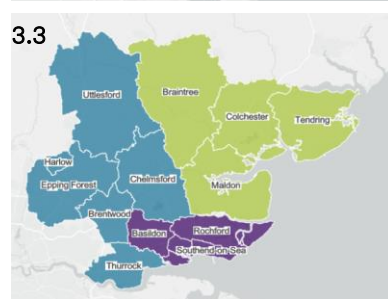 3.3
Uttlesford
Braintree
Colchester
Tendring
Harlow
Epping Forest
Chelmsford
Maldon
Brentwood
Basildon
Rochford
Southend-on-Sea
Thurrock